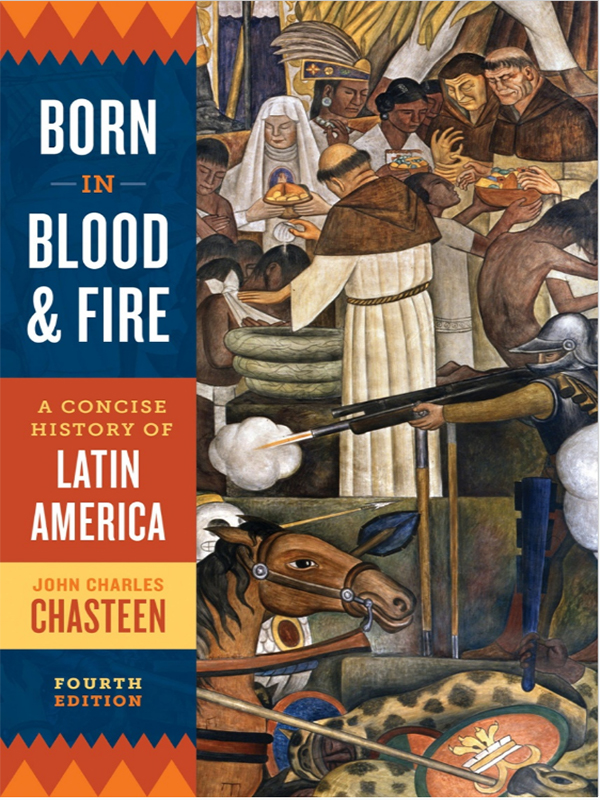 BORN
IN
BLOOD
& FIRE
A CONCISE
HISTORY OF
LATIN
AMERICA
JOHN CHARLES
CHASTEEN
FOURTH
EDITION